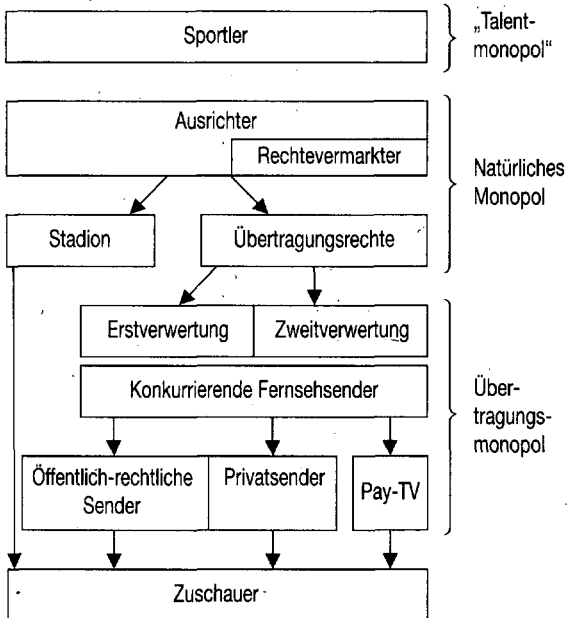 Sportler
„Talent-
monopol“
Ausrichter
Rechtevermarkter
Natürliches
Monopol
Stadion
Übertragungsrechte
Erstverwertung
Zweitverwertung
Konkurrierende Fernsehsender
Über-
tragungs-
monopol
Öffentlich-rechtliche
Sender
Privatsender
Pay-TV
Zuschauer